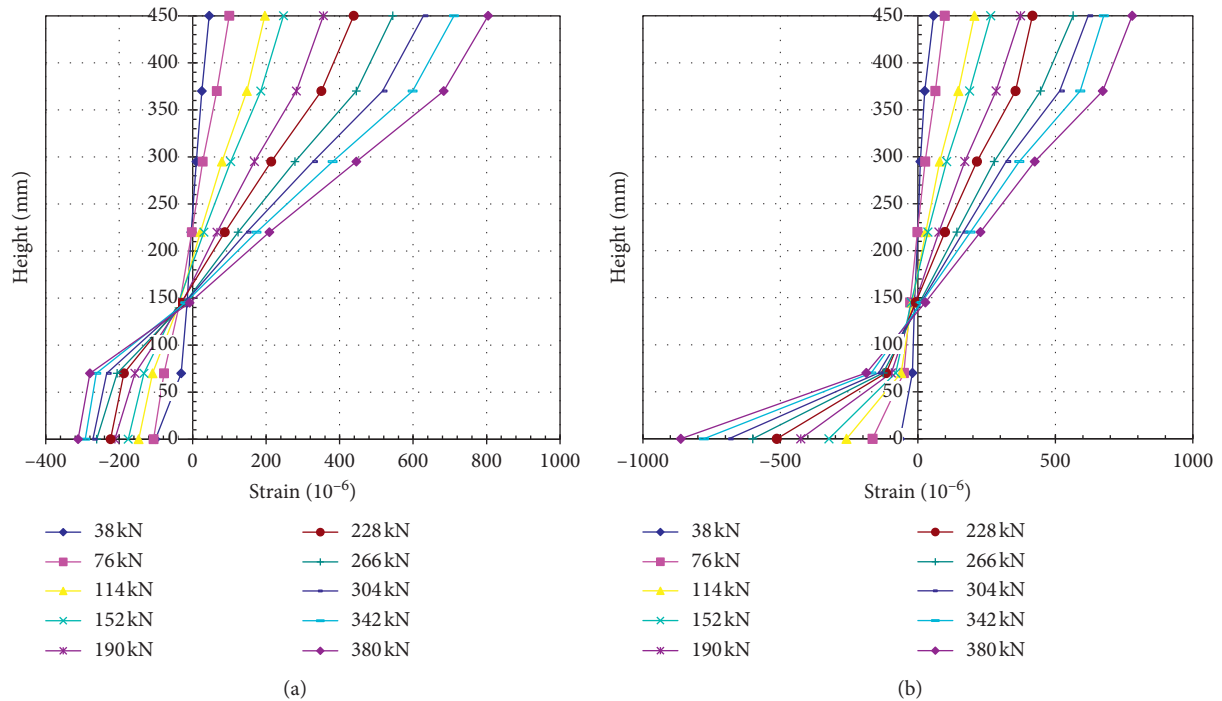 450
400
350
300
250
200
150
100
50
0
Height (mm)
−400 −200 0 200 400 600 800 1000
Strain (10−6)
38 kN
76 kN
114 kN
152 kN
190 kN
228 kN
266 kN
304 kN
342 kN
380 kN
(a)
450
400
350
300
250
200
150
100
50
0
Height (mm)
−1000 −500 0 500 1000
Strain (10−6)
38 kN
76 kN
114 kN
152 kN
190 kN
228 kN
266 kN
304 kN
342 kN
380 kN
(b)